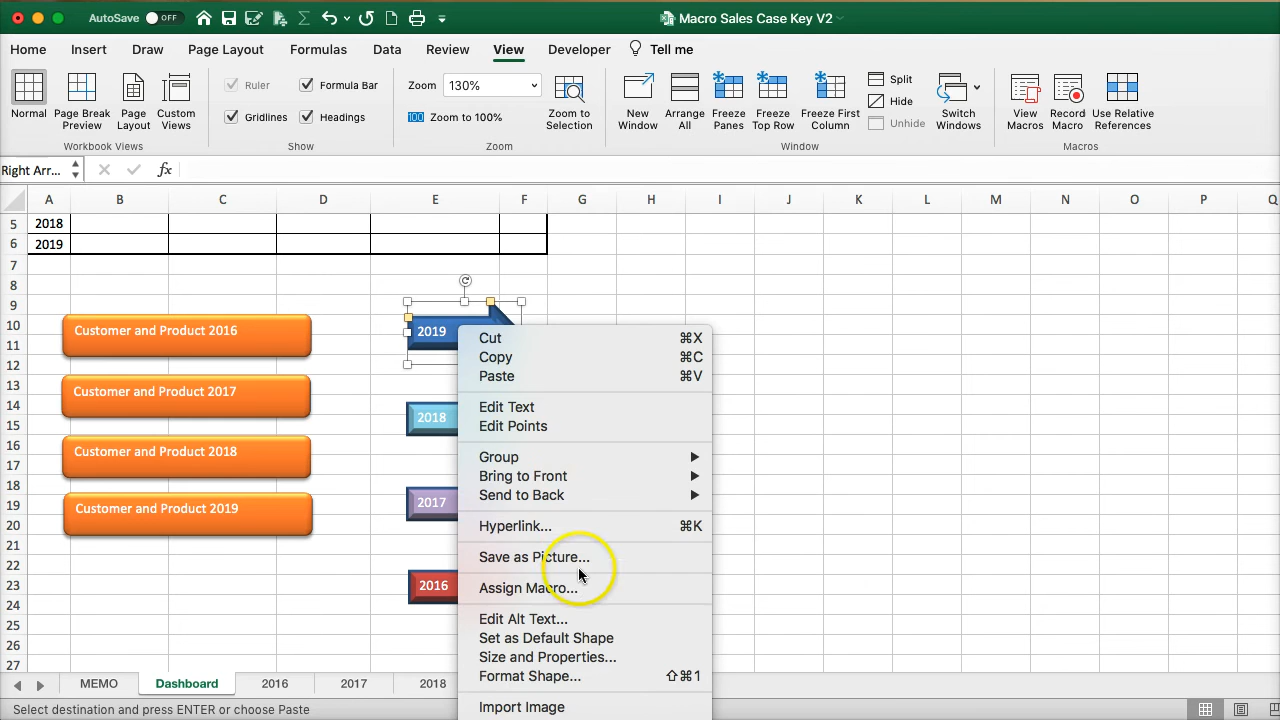 AutoSave OFF
Macro Sales Case Key V2
Home Insert Draw Page Layout Formulas Data Review View Developer Tell me
Normal
Page Break Preview
Page Layout
Custom Views
Workbook Views
Ruler
Formula Bar
Gridlines
Headings
Show
Zoom 130%
100 Zoom to 100%
Zoom to Selection
Zoom
New Window
Arrange All
Freeze Panes
Freeze Top Row
Freeze First Column
Split
Hide
Unhide
Switch Windows
Window
View Macros
Record Macro
Use Relative References
Macros
Right Arr...
fx
A B C D E F G H I J K L M N O P Q
5 2018
6 2019
7
8
9
10
11
12
13
14
15
16
17
18
19
20
21
22
23
24
25
26
27
Customer and Product 2016
Customer and Product 2017
Customer and Product 2018
Customer and Product 2019
2019
2018
2017
2016
Cut ⌘X
Copy ⌘C
Paste ⌘V
Edit Text
Edit Points
Group
Bring to Front
Send to Back
Hyperlink... ⌘K
Save as Picture...
Assign Macro...
Edit Alt Text...
Set as Default Shape
Size and Properties...
Format Shape... ⇧⌘1
Import Image
MEMO Dashboard 2016 2017 2018
Select destination and press ENTER or choose Paste